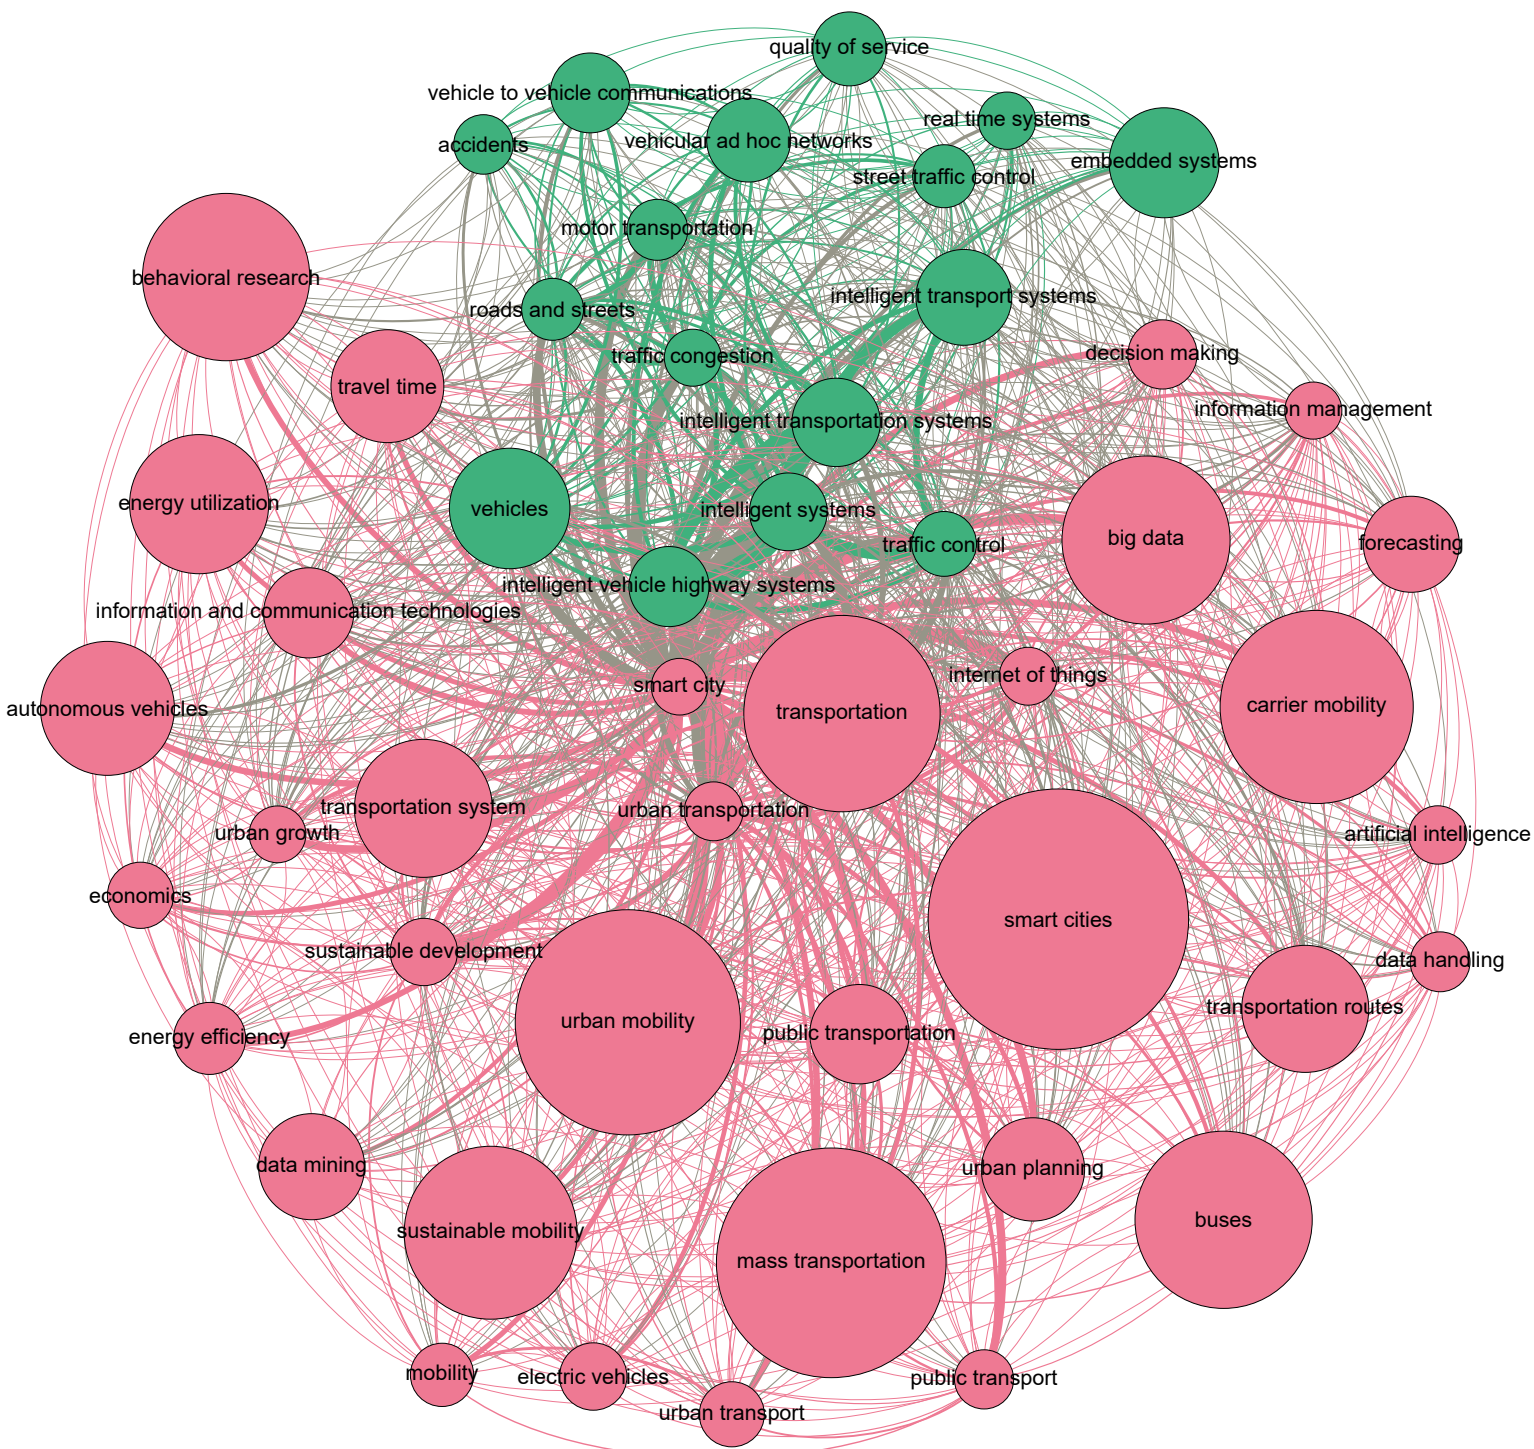 quality of service
vehicle to vehicle communications
real time systems
vehicular ad hoc networks
accidents
embedded systems
street traffic control
motor transportation
behavioral research
intelligent transport systems
roads and streets
decision making
traffic congestion
travel time
information management
intelligent transportation systems
energy utilization
vehicles
intelligent systems
big data
forecasting
traffic control
intelligent vehicle highway systems
information and communication technologies
internet of things
smart city
carrier mobility
autonomous vehicles
transportation
transportation system
urban transportation
urban growth
artificial intelligence
economics
smart cities
sustainable development
data handling
transportation routes
urban mobility
public transportation
energy efficiency
data mining
urban planning
buses
sustainable mobility
mass transportation
mobility
electric vehicles
public transport
urban transport